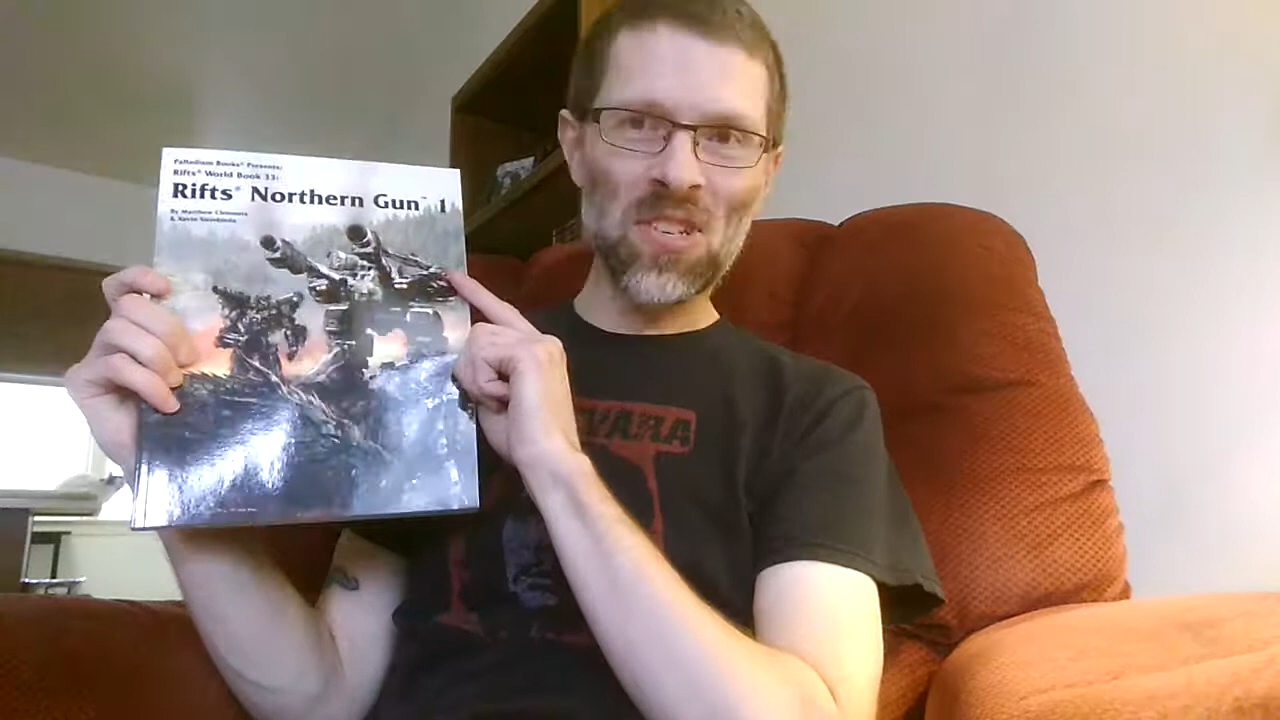 Palladium Books® Presents:
Rifts® World Book 33:
Rifts® Northern Gun™ 1
By Matthew Clements
& Kevin Siembieda
VARA